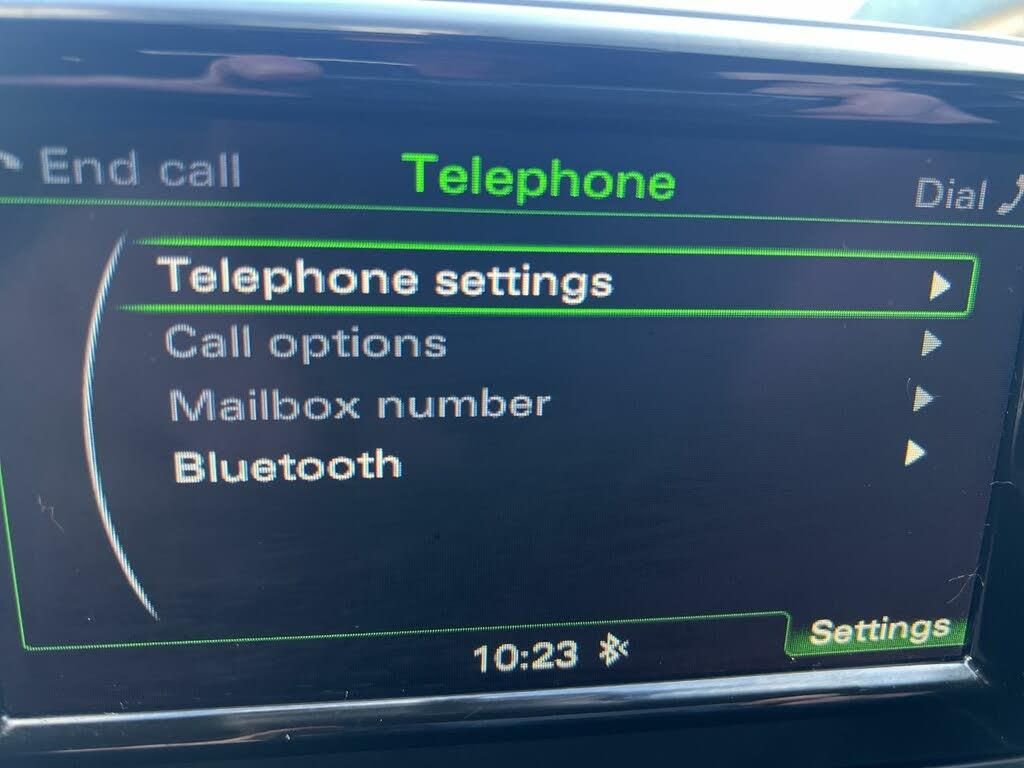 End call
Telephone
Dial
Telephone settings
Call options
Mailbox number
Bluetooth
10:23
Settings